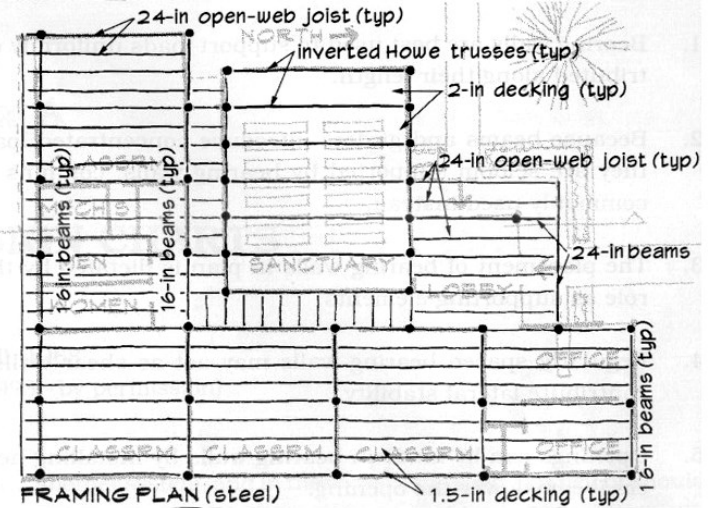 24-in open-web joist (typ)
NORTH
inverted Howe trusses (typ)
2-in decking (typ)
24-in open-web joist (typ)
CLASSRM
MECH
S
16-in beams (typ)
16-in beams (typ)
24-in beams
MEN
SANCTUARY
LOBBY
WOMEN
OFFICE
16-in beams (typ)
CLASSRM
CLASSRM
CLASSRM
OFFICE
FRAMING PLAN (steel)
1.5-in decking (typ)